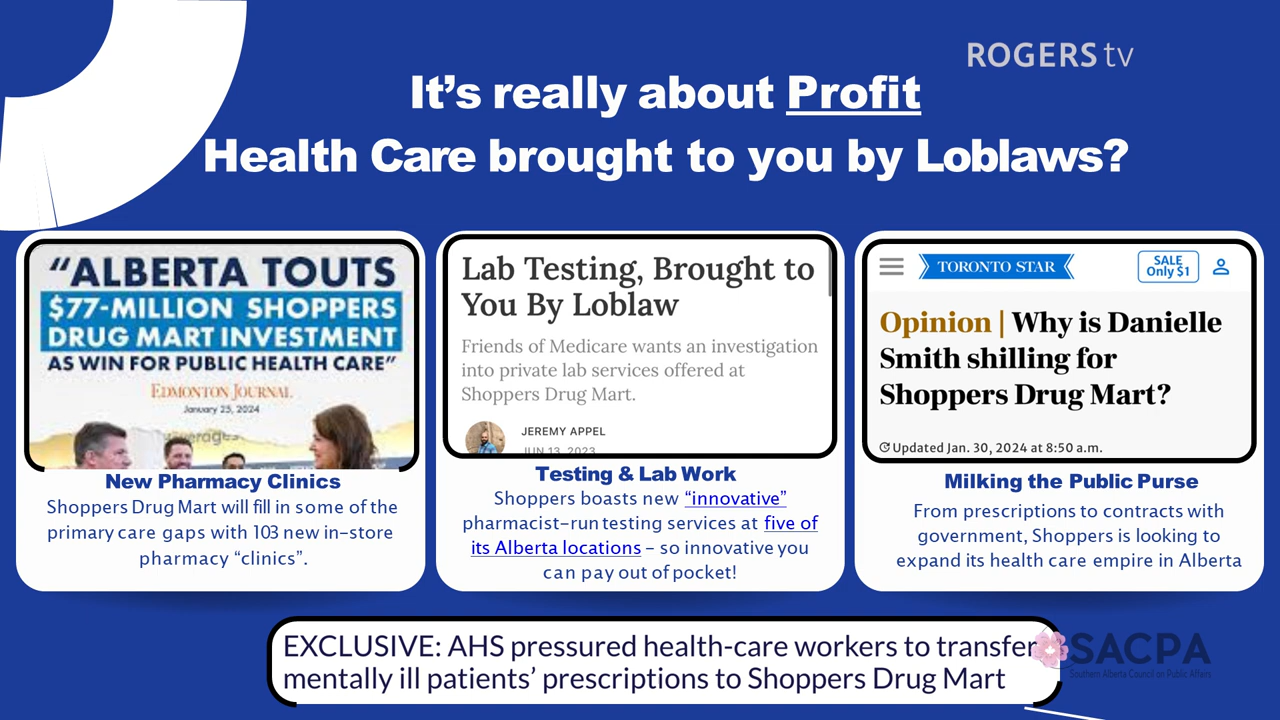 ROGERS tv
It's really about Profit
Health Care brought to you by Loblaws?
"ALBERTA TOUTS
$77-MILLION SHOPPERS
DRUG MART INVESTMENT
AS WIN FOR PUBLIC HEALTH CARE"
EDMONTON JOURNAL
January 25, 2024
New Pharmacy Clinics
Shoppers Drug Mart will fill in some of the
primary care gaps with 103 new in-store
pharmacy "clinics".
Lab Testing, Brought to
You By Loblaw
Friends of Medicare wants an investigation
into private lab services offered at
Shoppers Drug Mart.
JEREMY APPEL
JUN 13, 2023
Testing & Lab Work
Shoppers boasts new "innovative"
pharmacist-run testing services at five of
its Alberta locations – so innovative you
can pay out of pocket!
TORONTO STAR
SALE
Only $1
Opinion | Why is Danielle
Smith shilling for
Shoppers Drug Mart?
Updated Jan. 30, 2024 at 8:50 a.m.
Milking the Public Purse
From prescriptions to contracts with
government, Shoppers is looking to
expand its health care empire in Alberta
EXCLUSIVE: AHS pressured health-care workers to transfer
mentally ill patients' prescriptions to Shoppers Drug Mart
SACPA
Southern Alberta Council on Public Affairs